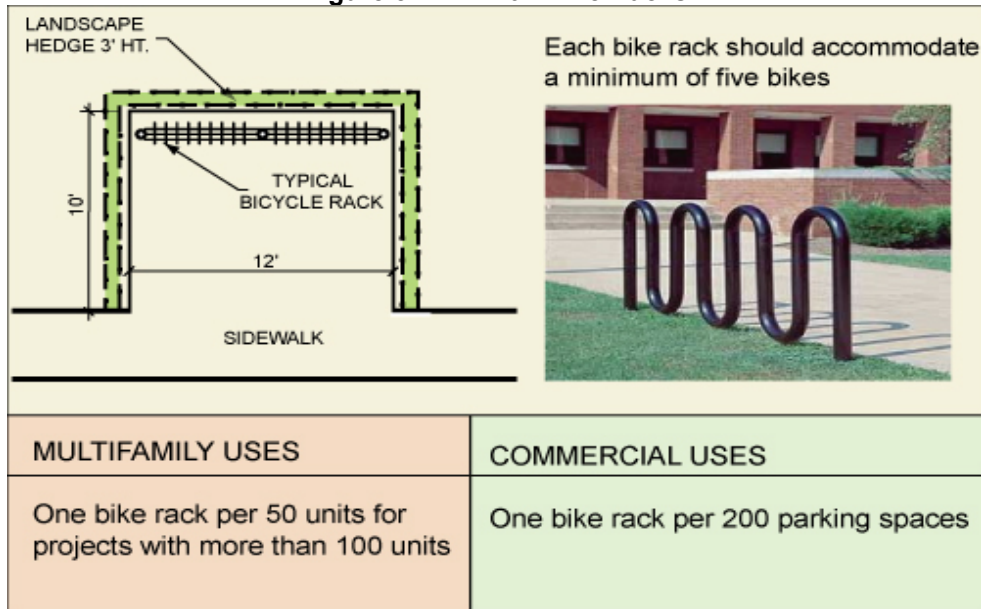 LANDSCAPE
HEDGE 3' HT.
Each bike rack should accommodate
a minimum of five bikes
TYPICAL
BICYCLE RACK
10'
12'
SIDEWALK
MULTIFAMILY USES
COMMERCIAL USES
One bike rack per 50 units for
projects with more than 100 units
One bike rack per 200 parking spaces